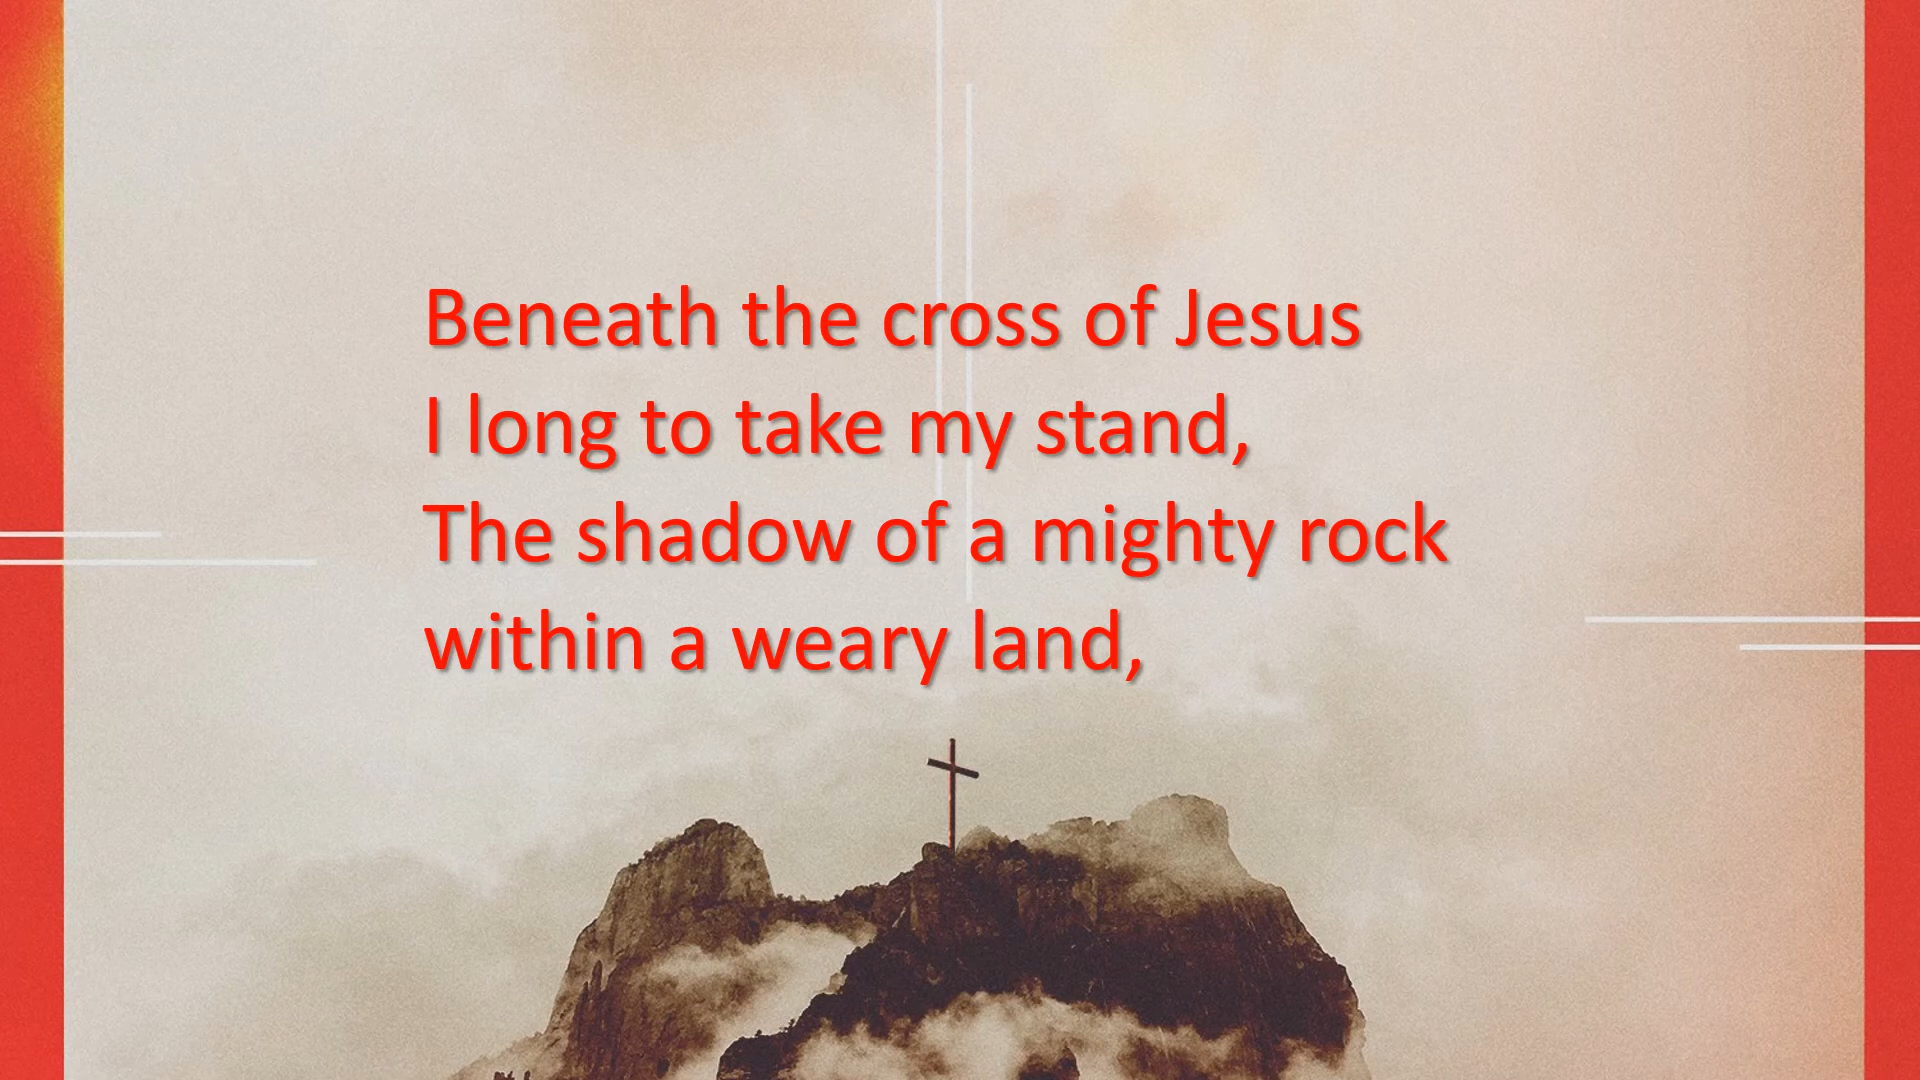 Beneath the cross of Jesus
I long to take my stand,
The shadow of a mighty rock
within a weary land,